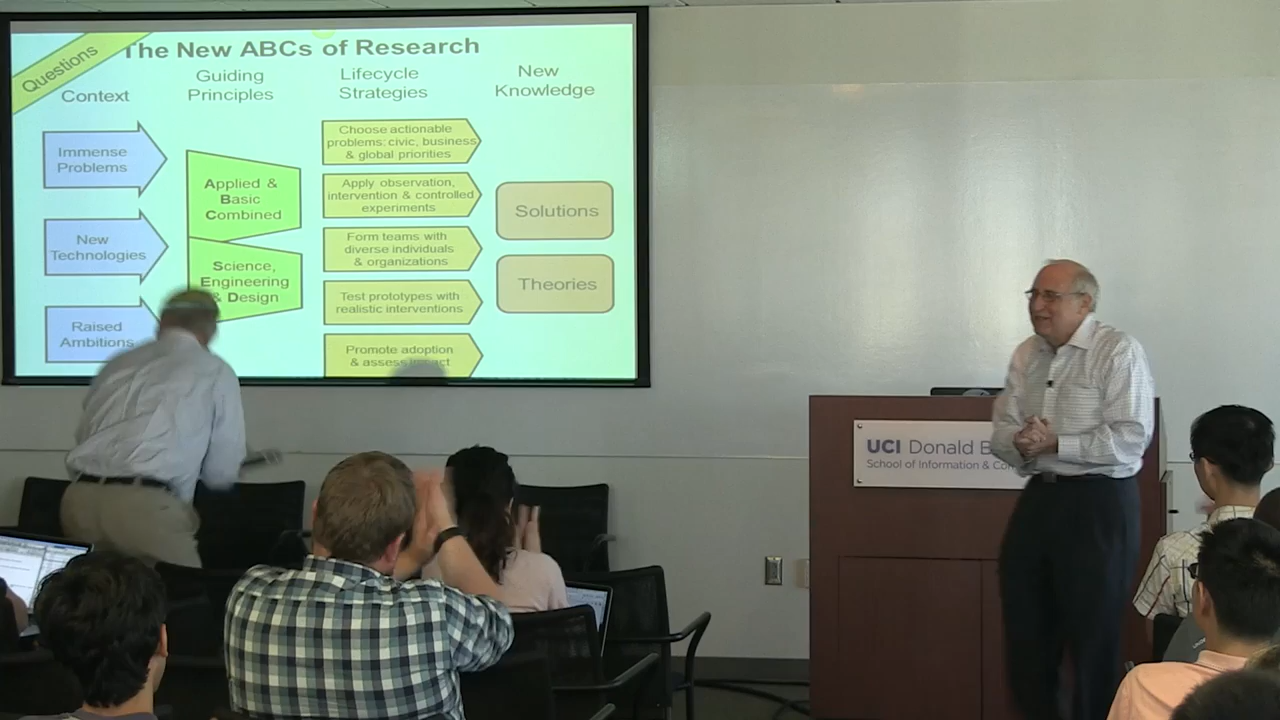 Questions
The New ABCs of Research
Context
Guiding
Principles
Lifecycle
Strategies
New
Knowledge
Immense
Problems
New
Technologies
Raised
Ambitions
Applied &
Basic
Combined
Science,
Engineering
& Design
Choose actionable
problems: civic, business
& global priorities
Apply observation,
intervention & controlled
experiments
Form teams with
diverse individuals
& organizations
Test prototypes with
realistic interventions
Promote adoption
& assess impact
Solutions
Theories
UCI Donald
School of Information &